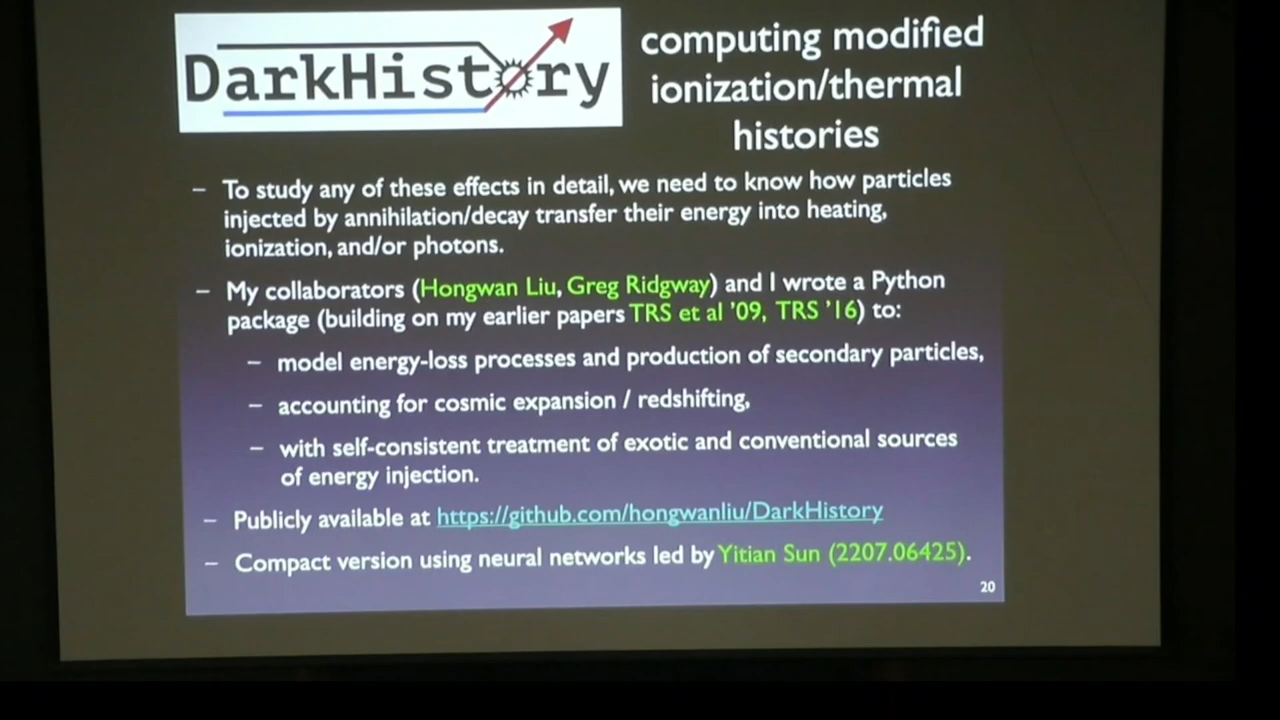 DarkHistory
computing modified
ionization/thermal
histories
– To study any of these effects in detail, we need to know how particles
injected by annihilation/decay transfer their energy into heating,
ionization, and/or photons.
– My collaborators (Hongwan Liu, Greg Ridgway) and I wrote a Python
package (building on my earlier papers TRS et al '09, TRS '16) to:
– model energy-loss processes and production of secondary particles,
– accounting for cosmic expansion / redshifting,
– with self-consistent treatment of exotic and conventional sources
of energy injection.
– Publicly available at https://github.com/hongwanliu/DarkHistory
– Compact version using neural networks led by Yitian Sun (2207.06425).
20